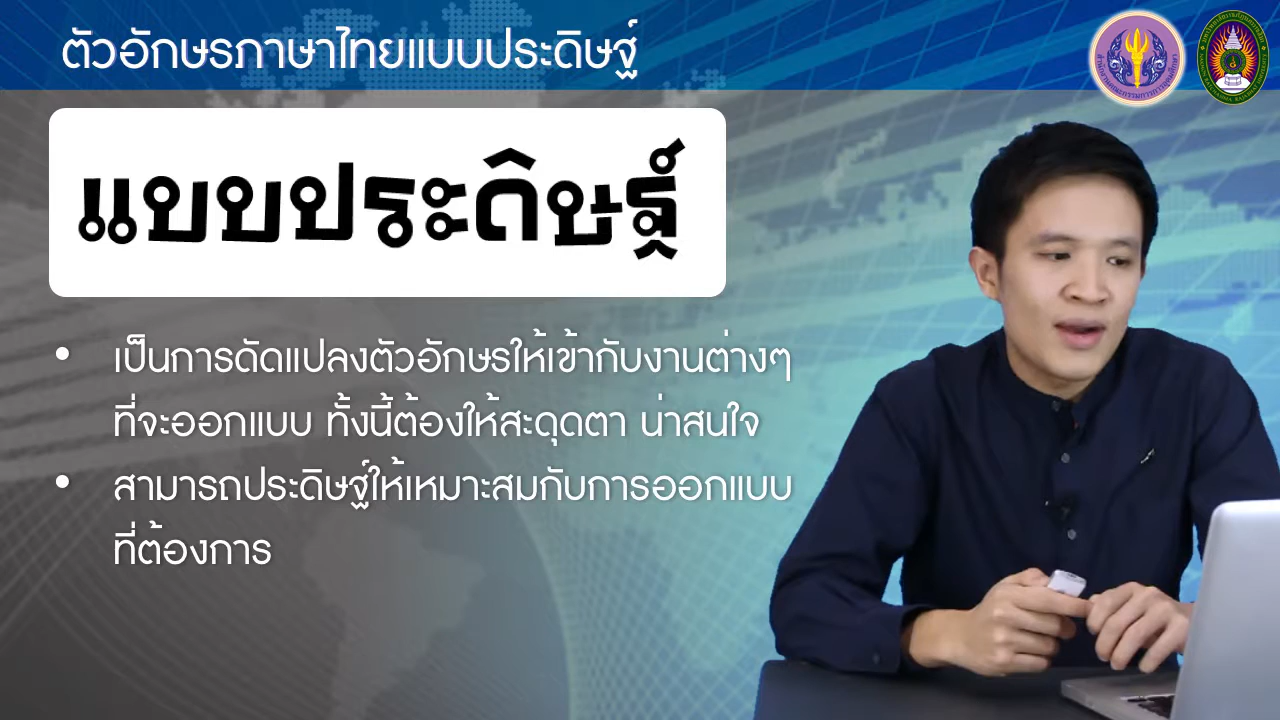 ตัวอักษรภาษาไทยแบบประดิษฐ์
แบบประดิษฐ์
• เป็นการดัดแปลงตัวอักษรให้เข้ากับงานต่างๆ
ที่จะออกแบบ ทั้งนี้ต้องให้สะดุดตา น่าสนใจ
• สามารถประดิษฐ์ให้เหมาะสมกับการออกแบบ
ที่ต้องการ